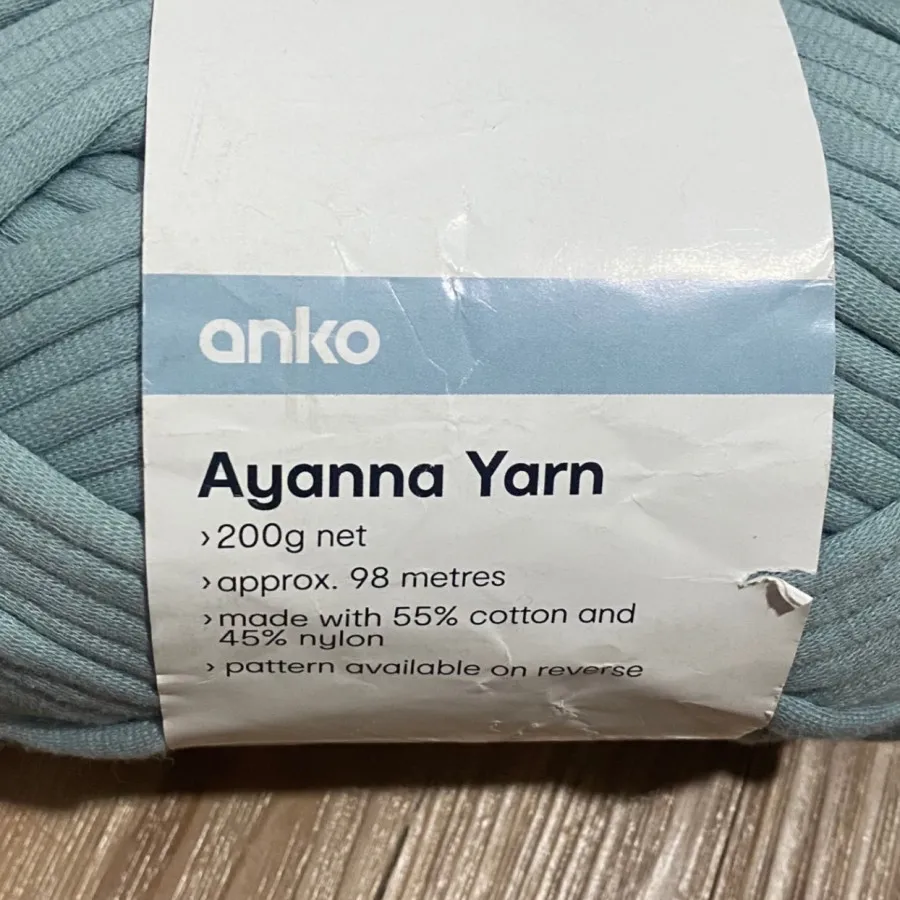 anko
Ayanna Yarn
›200g net
›approx. 98 metres
›made with 55% cotton and
45% nylon
› pattern available on reverse